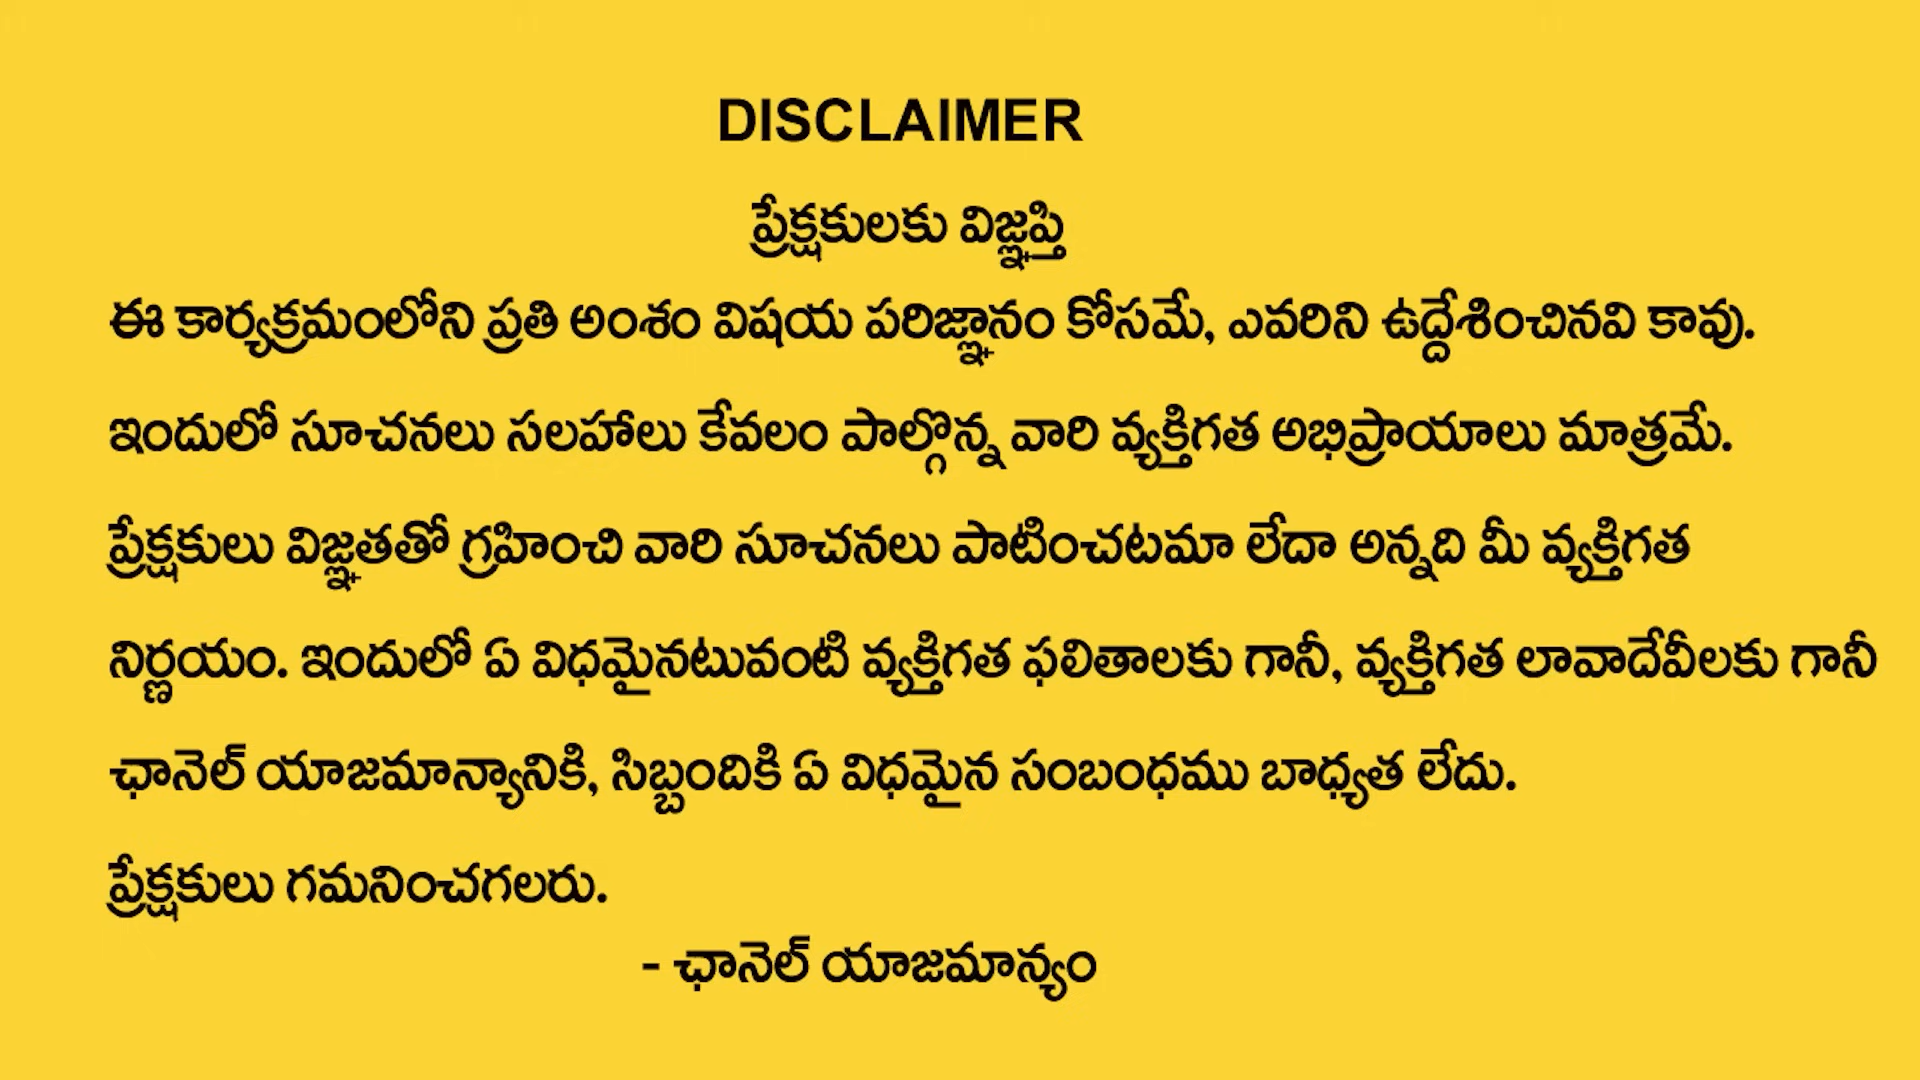 DISCLAIMER
ప్రేక్షకులకు విజ్ఞప్తి
ఈ కార్యక్రమంలోని ప్రతి అంశం విషయ పరిజ్ఞానం కోసమే, ఎవరిని ఉద్దేశించినవి కావు.
ఇందులో సూచనలు సలహాలు కేవలం పాల్గొన్న వారి వ్యక్తిగత అభిప్రాయాలు మాత్రమే.
ప్రేక్షకులు విజ్ఞతతో గ్రహించి వారి సూచనలు పాటించటమా లేదా అన్నది మీ వ్యక్తిగత
నిర్ణయం. ఇందులో ఏ విధమైనటువంటి వ్యక్తిగత ఫలితాలకు గానీ, వ్యక్తిగత లావాదేవీలకు గానీ
ఛానెల్ యాజమాన్యానికి, సిబ్బందికి ఏ విధమైన సంబంధము బాధ్యత లేదు.
ప్రేక్షకులు గమనించగలరు.
- ఛానెల్ యాజమాన్యం